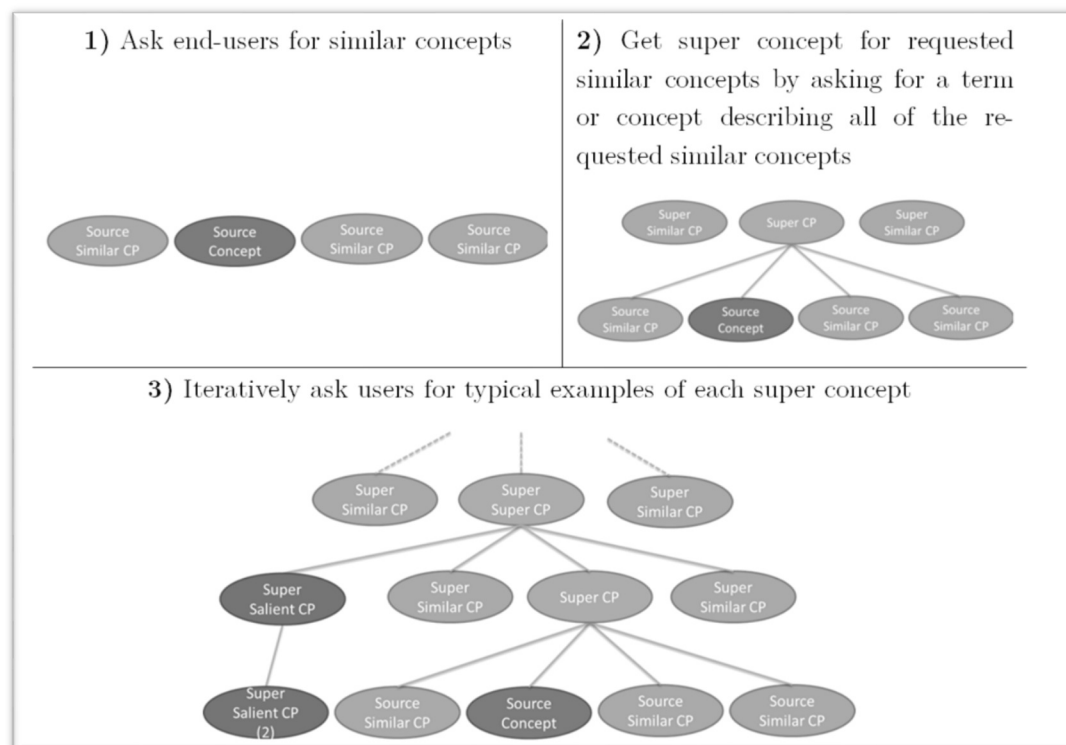 1) Ask end-users for similar concepts
Source
Similar CP
Source
Concept
Source
Similar CP
Source
Similar CP
2) Get super concept for requested
similar concepts by asking for a term
or concept describing all of the re-
quested similar concepts
Super
Similar CP
Super CP
Super
Similar CP
Source
Similar CP
Source
Concept
Source
Similar CP
Source
Similar CP
3) Iteratively ask users for typical examples of each super concept
Super
Similar CP
Super
Super CP
Super
Similar CP
Super
Salient CP
Super
Similar CP
Super CP
Super
Similar CP
Super
Salient CP
(2)
Source
Similar CP
Source
Concept
Source
Similar CP
Source
Similar CP